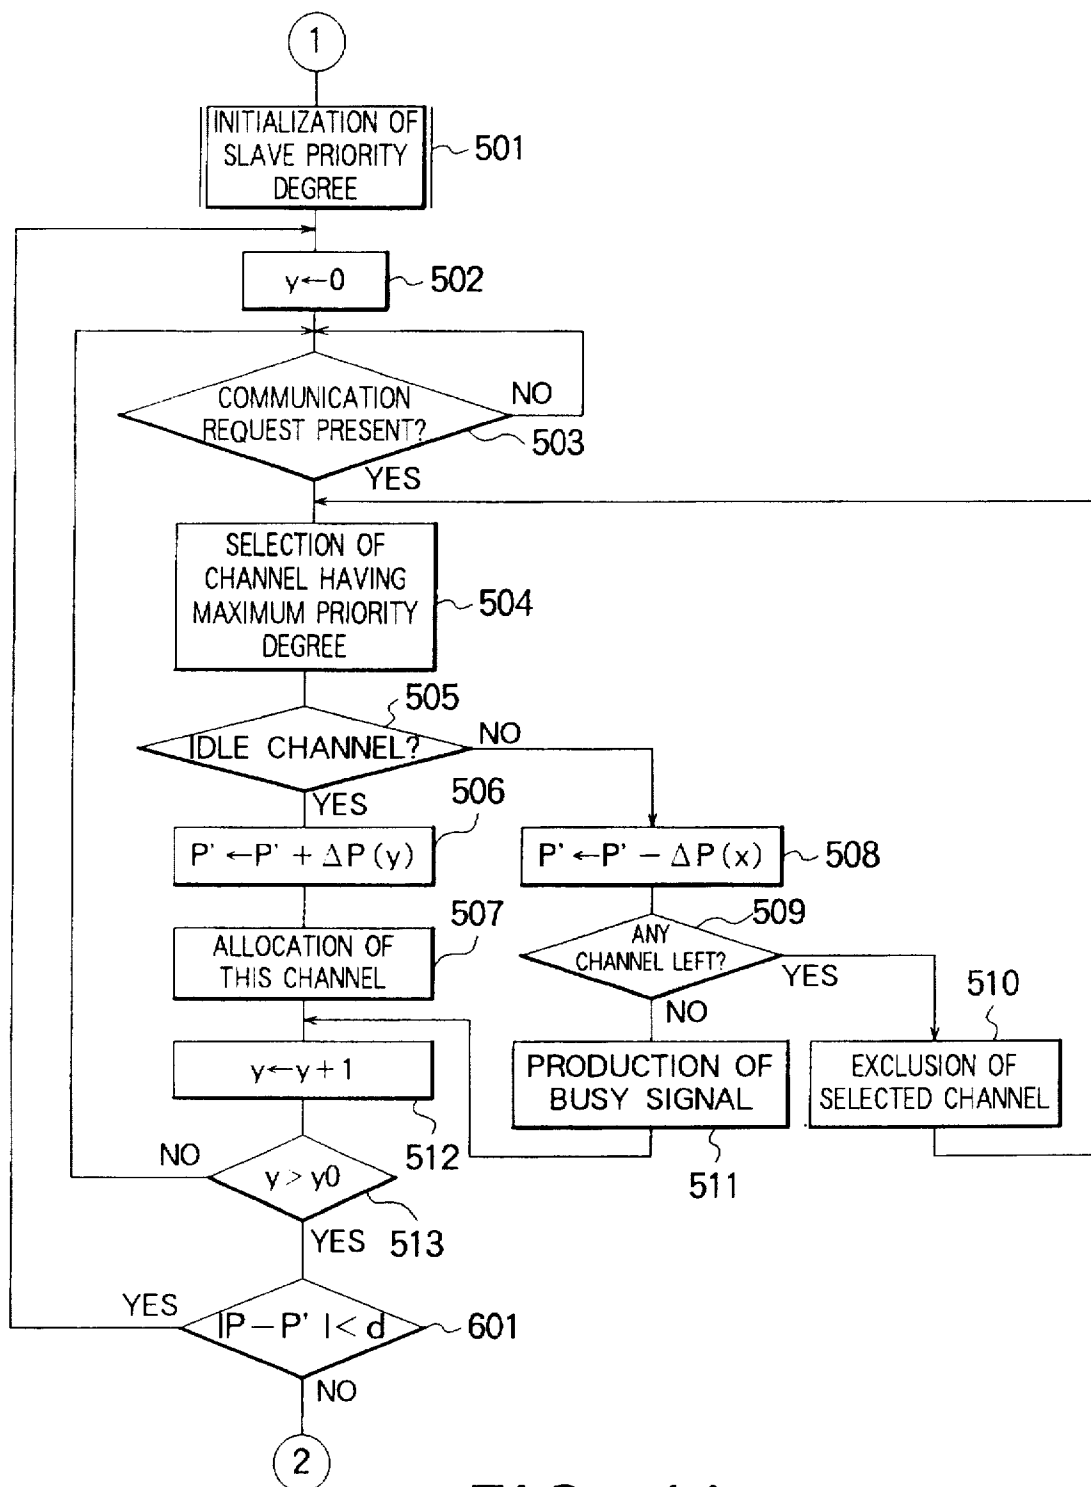 1
INITIALIZATION OF
SLAVE PRIORITY
DEGREE
501
y←0
502
COMMUNICATION
REQUEST PRESENT?
NO
503
YES
SELECTION OF
CHANNEL HAVING
MAXIMUM PRIORITY
DEGREE
504
505
IDLE CHANNEL?
NO
YES
506
P' ←P' + ΔP(y)
P' ←P' − ΔP(x)
508
507
509
ALLOCATION OF
THIS CHANNEL
ANY
CHANNEL LEFT?
YES
NO
510
y←y+1
512
PRODUCTION OF
BUSY SIGNAL
511
EXCLUSION OF
SELECTED CHANNEL
NO
y > y0
513
YES
YES
|P−P' |< d
601
NO
2